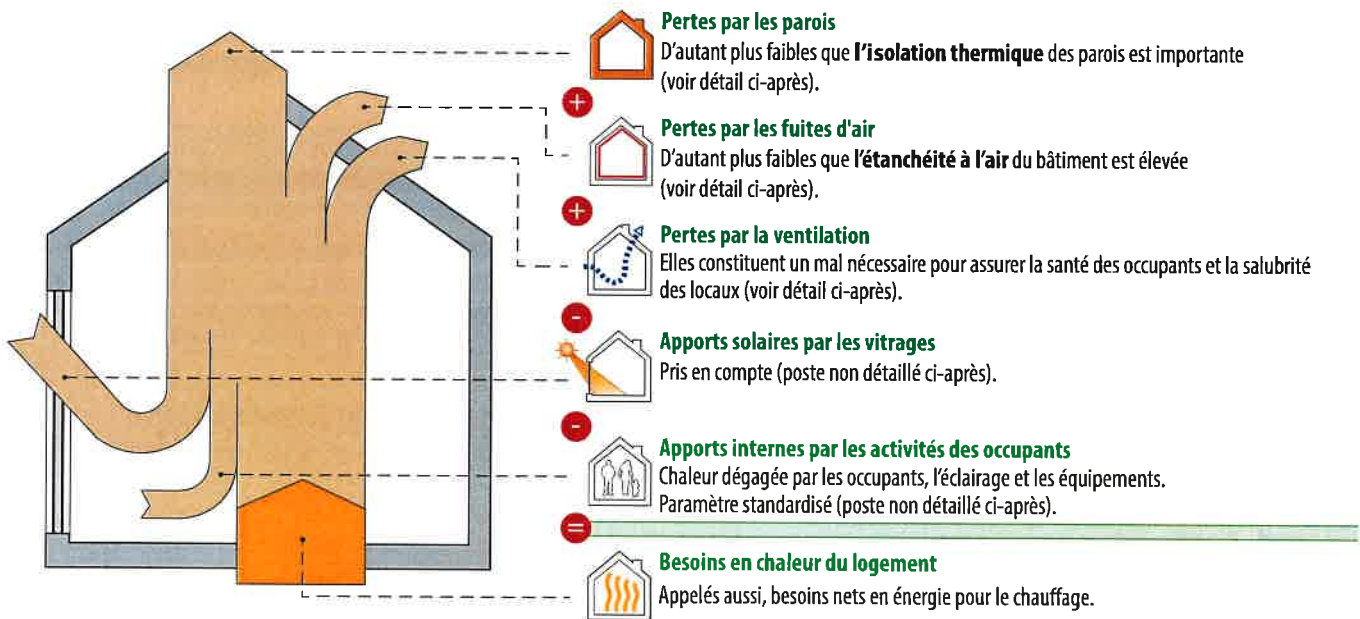 Pertes par les parois
D'autant plus faibles que l'isolation thermique des parois est importante
(voir détail ci-après).
+
Pertes par les fuites d'air
D'autant plus faibles que l'étanchéité à l'air du bâtiment est élevée
(voir détail ci-après).
+
Pertes par la ventilation
Elles constituent un mal nécessaire pour assurer la santé des occupants et la salubrité
des locaux (voir détail ci-après).
-
Apports solaires par les vitrages
Pris en compte (poste non détaillé ci-après).
-
Apports internes par les activités des occupants
Chaleur dégagée par les occupants, l'éclairage et les équipements.
Paramètre standardisé (poste non détaillé ci-après).
=
Besoins en chaleur du logement
Appelés aussi, besoins nets en énergie pour le chauffage.